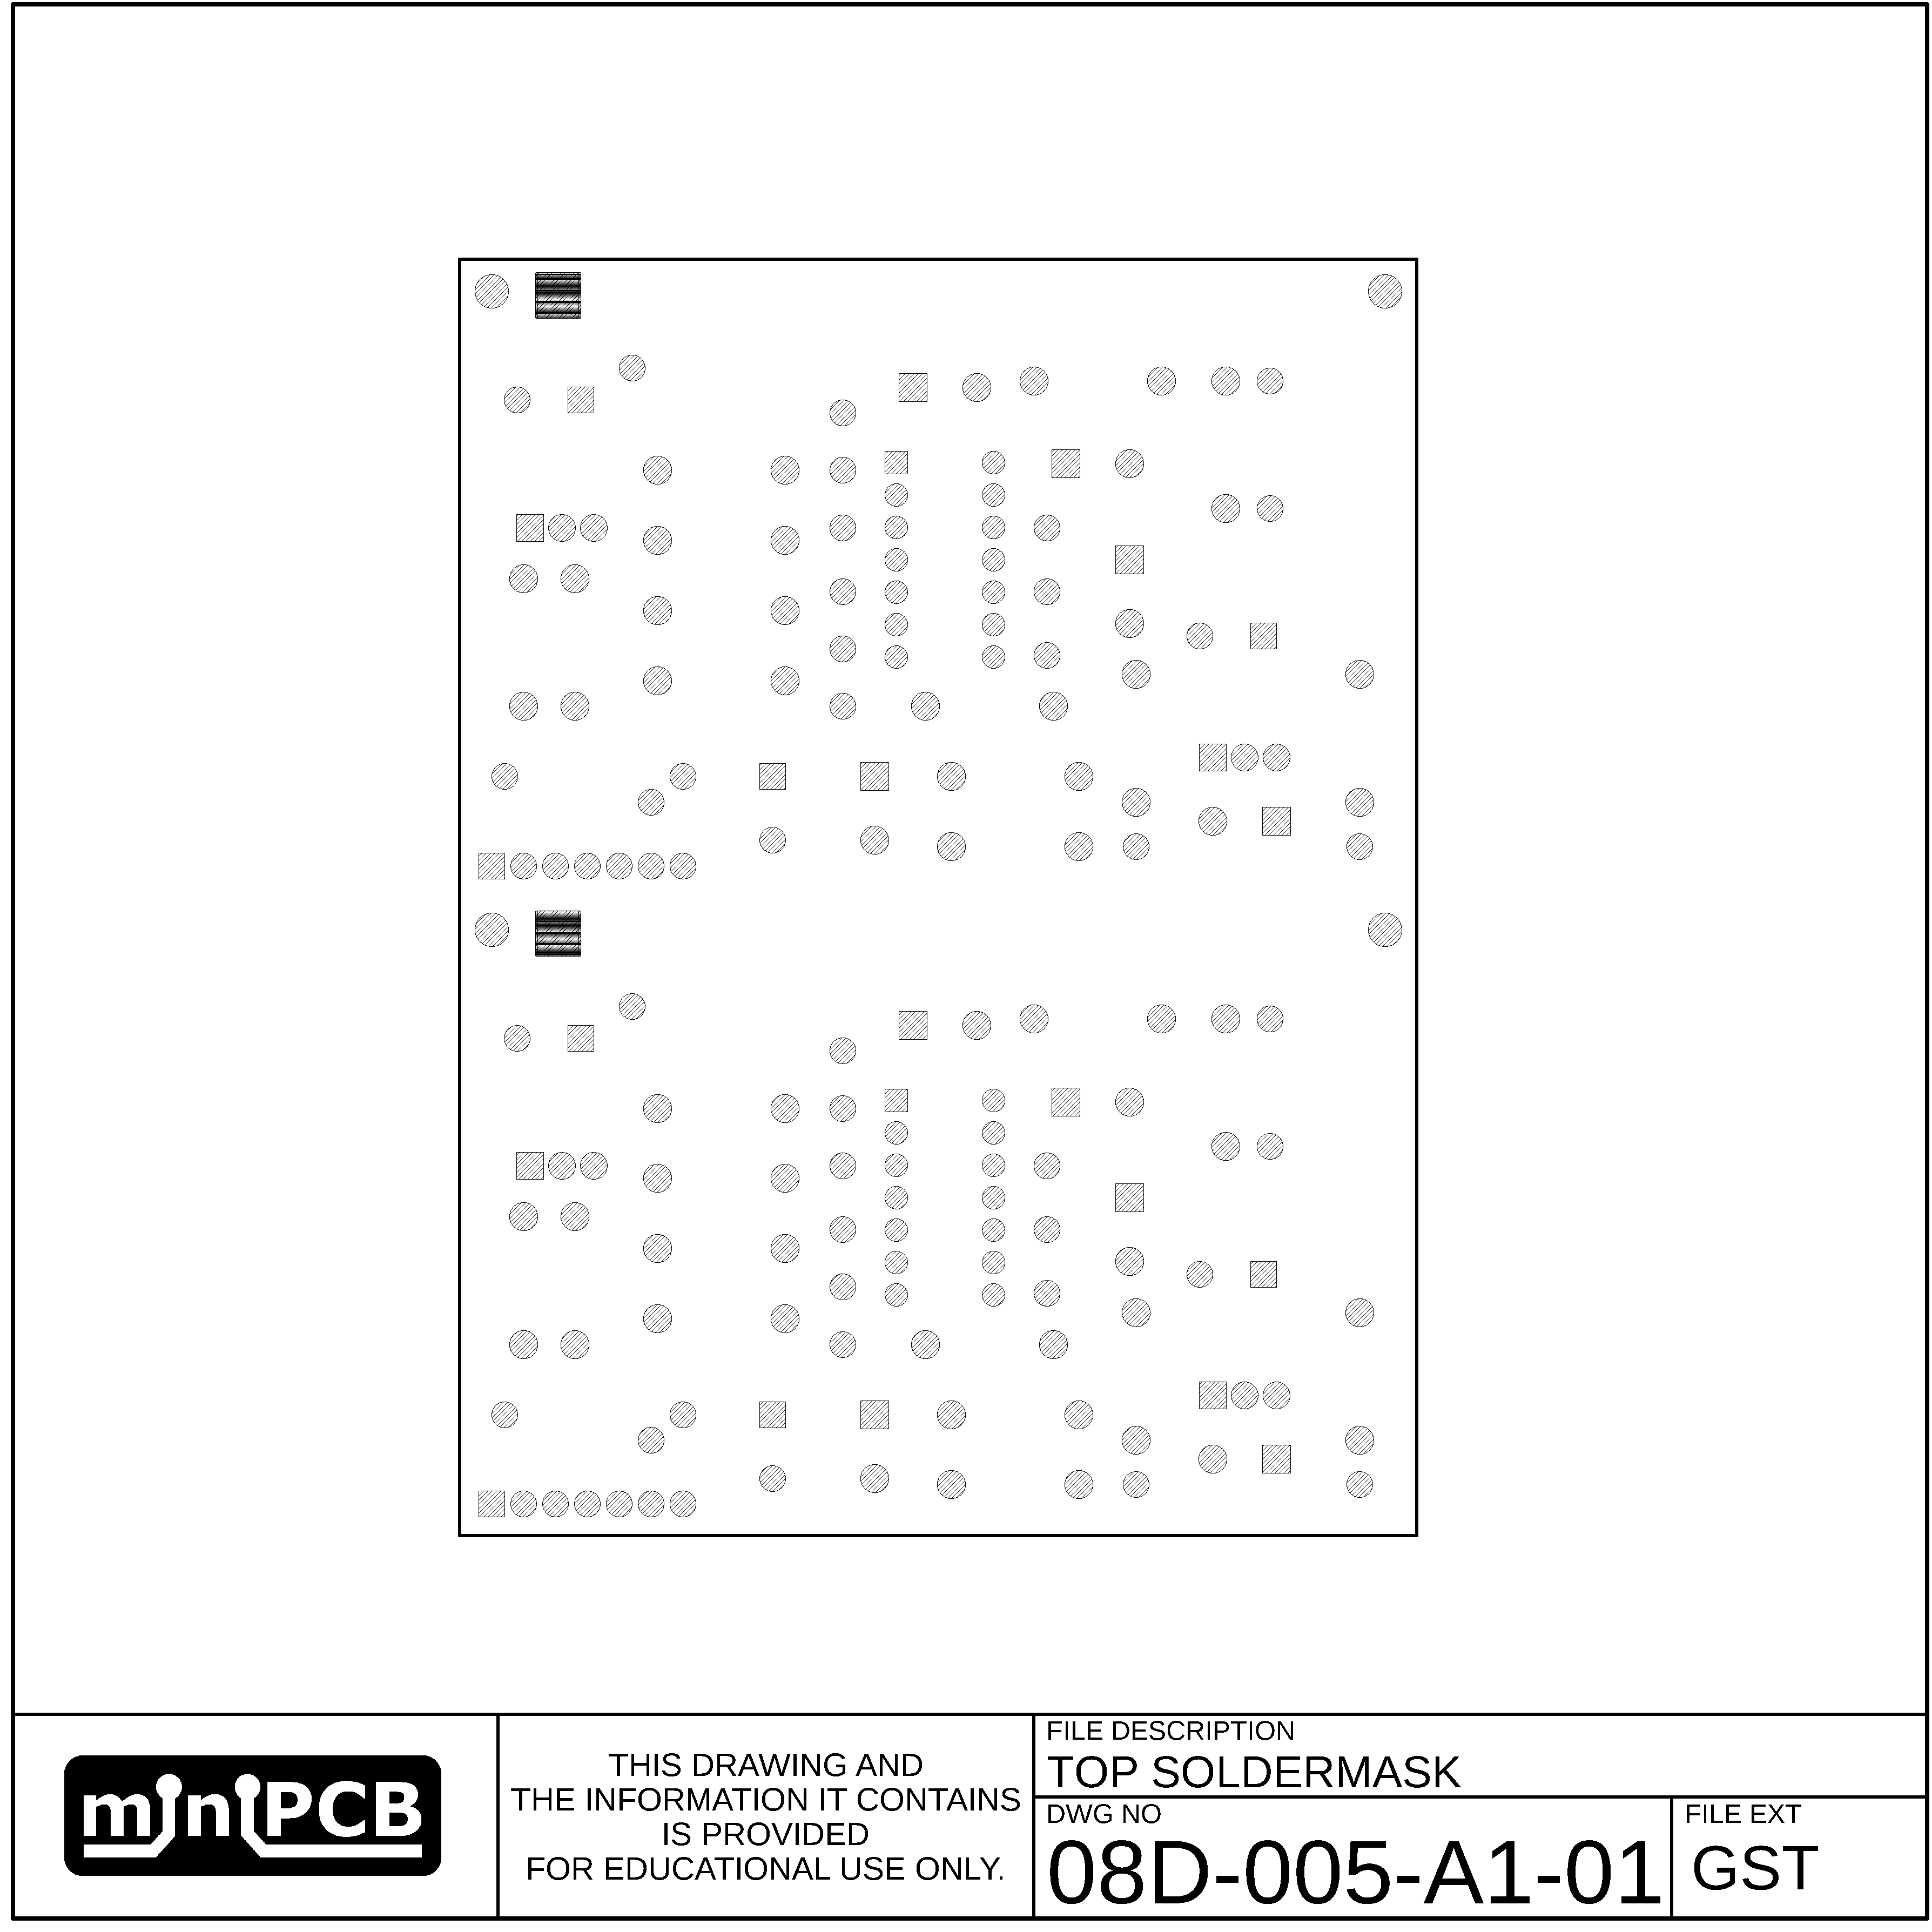 miniPCB
THIS DRAWING AND
THE INFORMATION IT CONTAINS
IS PROVIDED
FOR EDUCATIONAL USE ONLY.
FILE DESCRIPTION
TOP SOLDERMASK
DWG NO
08D-005-A1-01
FILE EXT
GST